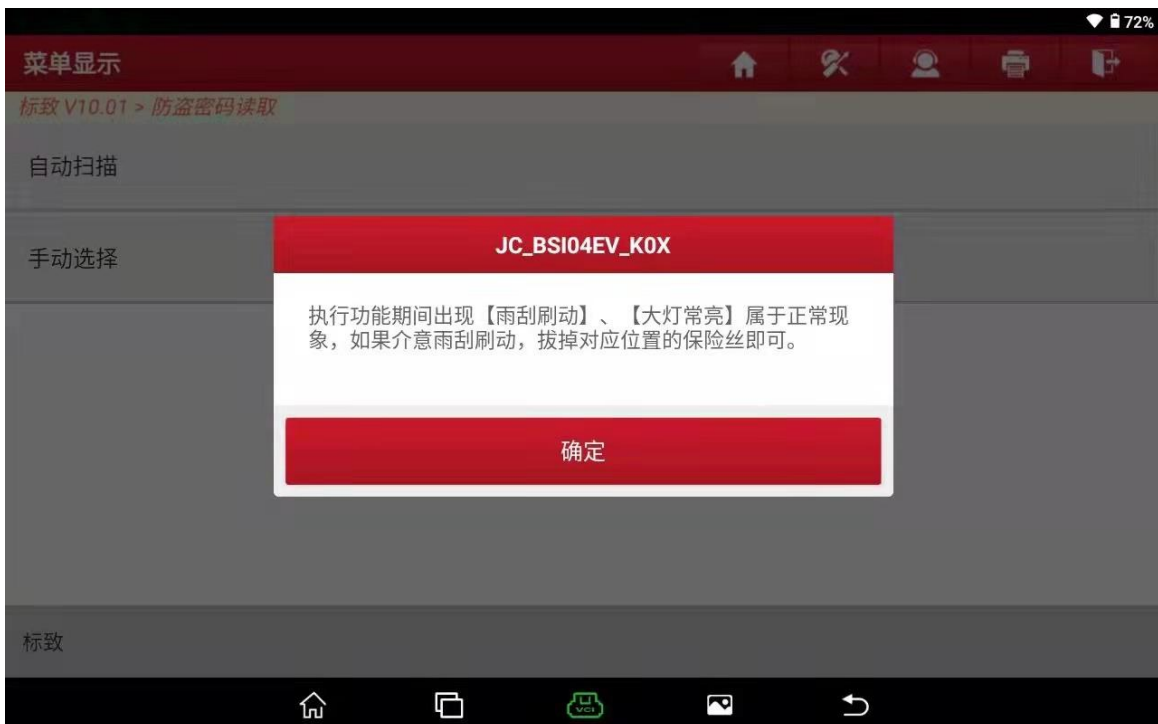 72%
菜单显示
标致 V10.01 > 防盗密码读取
自动扫描
手动选择
JC_BSI04EV_K0X
执行功能期间出现【雨刮刷动】、【大灯常亮】属于正常现
象，如果介意雨刮刷动，拔掉对应位置的保险丝即可。
确定
标致
VCI